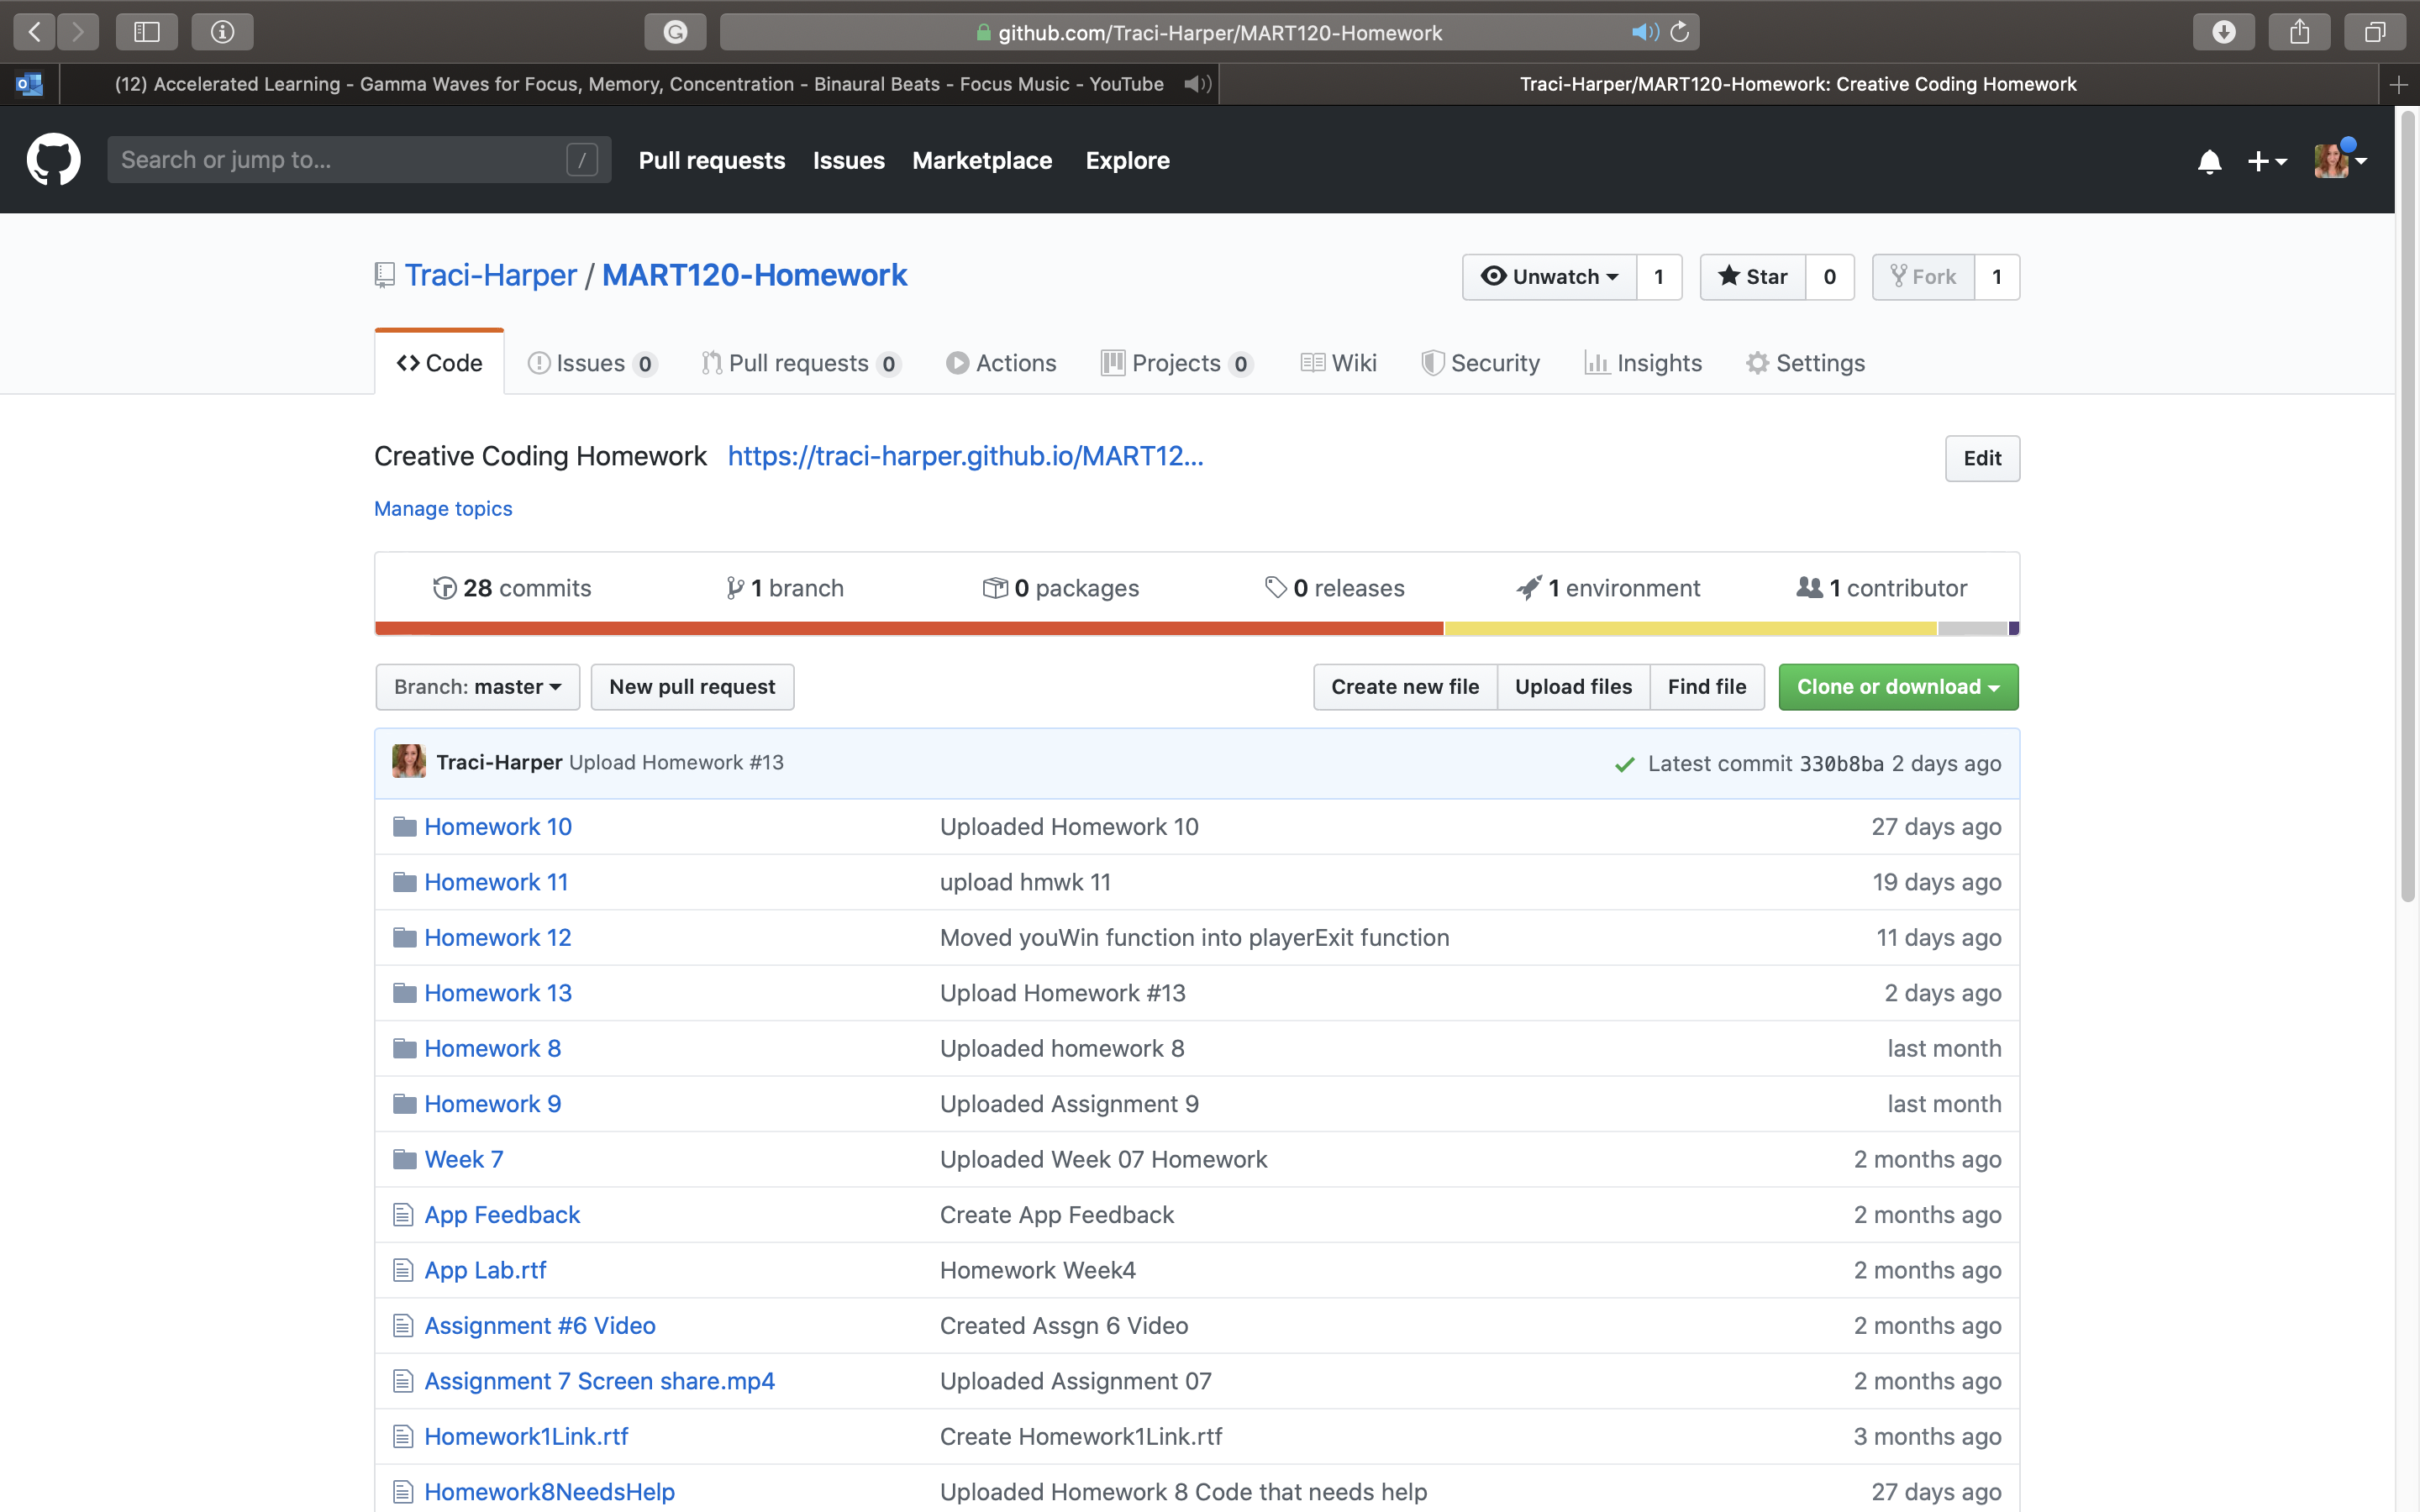 github.com/Traci-Harper/MART120-Homework
(12) Accelerated Learning - Gamma Waves for Focus, Memory, Concentration - Binaural Beats - Focus Music - YouTube
Traci-Harper/MART120-Homework: Creative Coding Homework
Search or jump to... /
Pull requests Issues Marketplace Explore
Traci-Harper / MART120-Homework
Unwatch 1 Star 0 Fork 1
Code Issues 0 Pull requests 0 Actions Projects 0 Wiki Security Insights Settings
Creative Coding Homework https://traci-harper.github.io/MART12... Edit
Manage topics
28 commits 1 branch 0 packages 0 releases 1 environment 1 contributor
Branch: master New pull request Create new file Upload files Find file Clone or download
Traci-Harper Upload Homework #13 Latest commit 330b8ba 2 days ago
Homework 10 Uploaded Homework 10 27 days ago
Homework 11 upload hmwk 11 19 days ago
Homework 12 Moved youWin function into playerExit function 11 days ago
Homework 13 Upload Homework #13 2 days ago
Homework 8 Uploaded homework 8 last month
Homework 9 Uploaded Assignment 9 last month
Week 7 Uploaded Week 07 Homework 2 months ago
App Feedback Create App Feedback 2 months ago
App Lab.rtf Homework Week4 2 months ago
Assignment #6 Video Created Assgn 6 Video 2 months ago
Assignment 7 Screen share.mp4 Uploaded Assignment 07 2 months ago
Homework1Link.rtf Create Homework1Link.rtf 3 months ago
Homework8NeedsHelp Uploaded Homework 8 Code that needs help 27 days ago